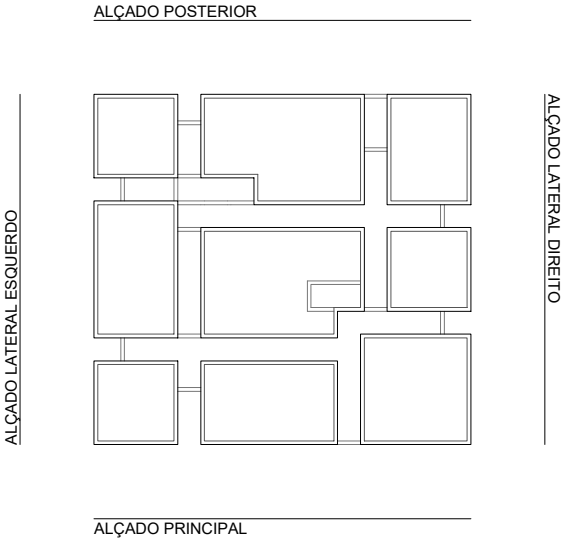 ALÇADO POSTERIOR
ALÇADO LATERAL ESQUERDO
ALÇADO LATERAL DIREITO
ALÇADO PRINCIPAL